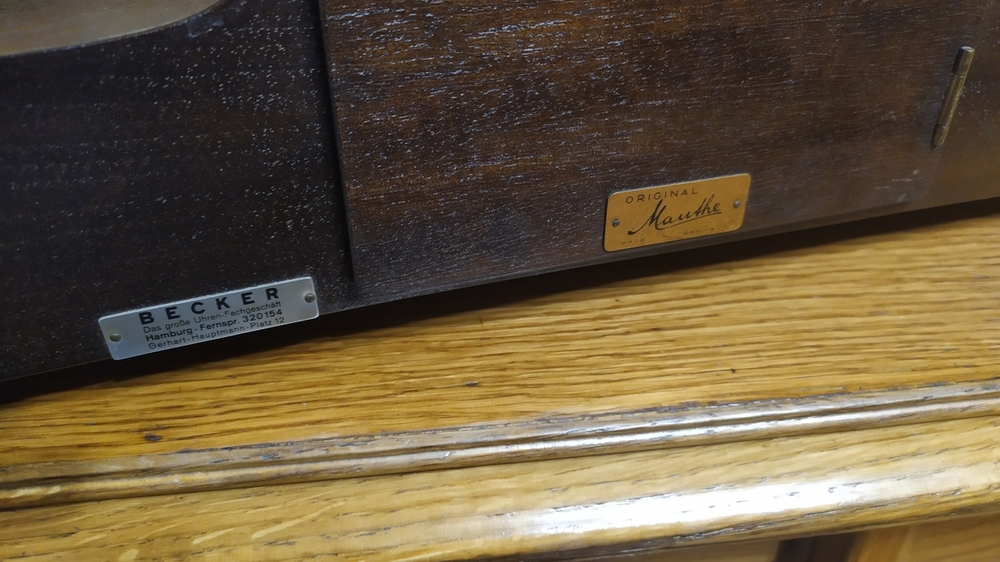 BECKER
Das große Uhren-Fachgeschäft
Hamburg - Fernspr. 320154
Gerhart-Hauptmann-Platz 12
ORIGINAL
Mauthe